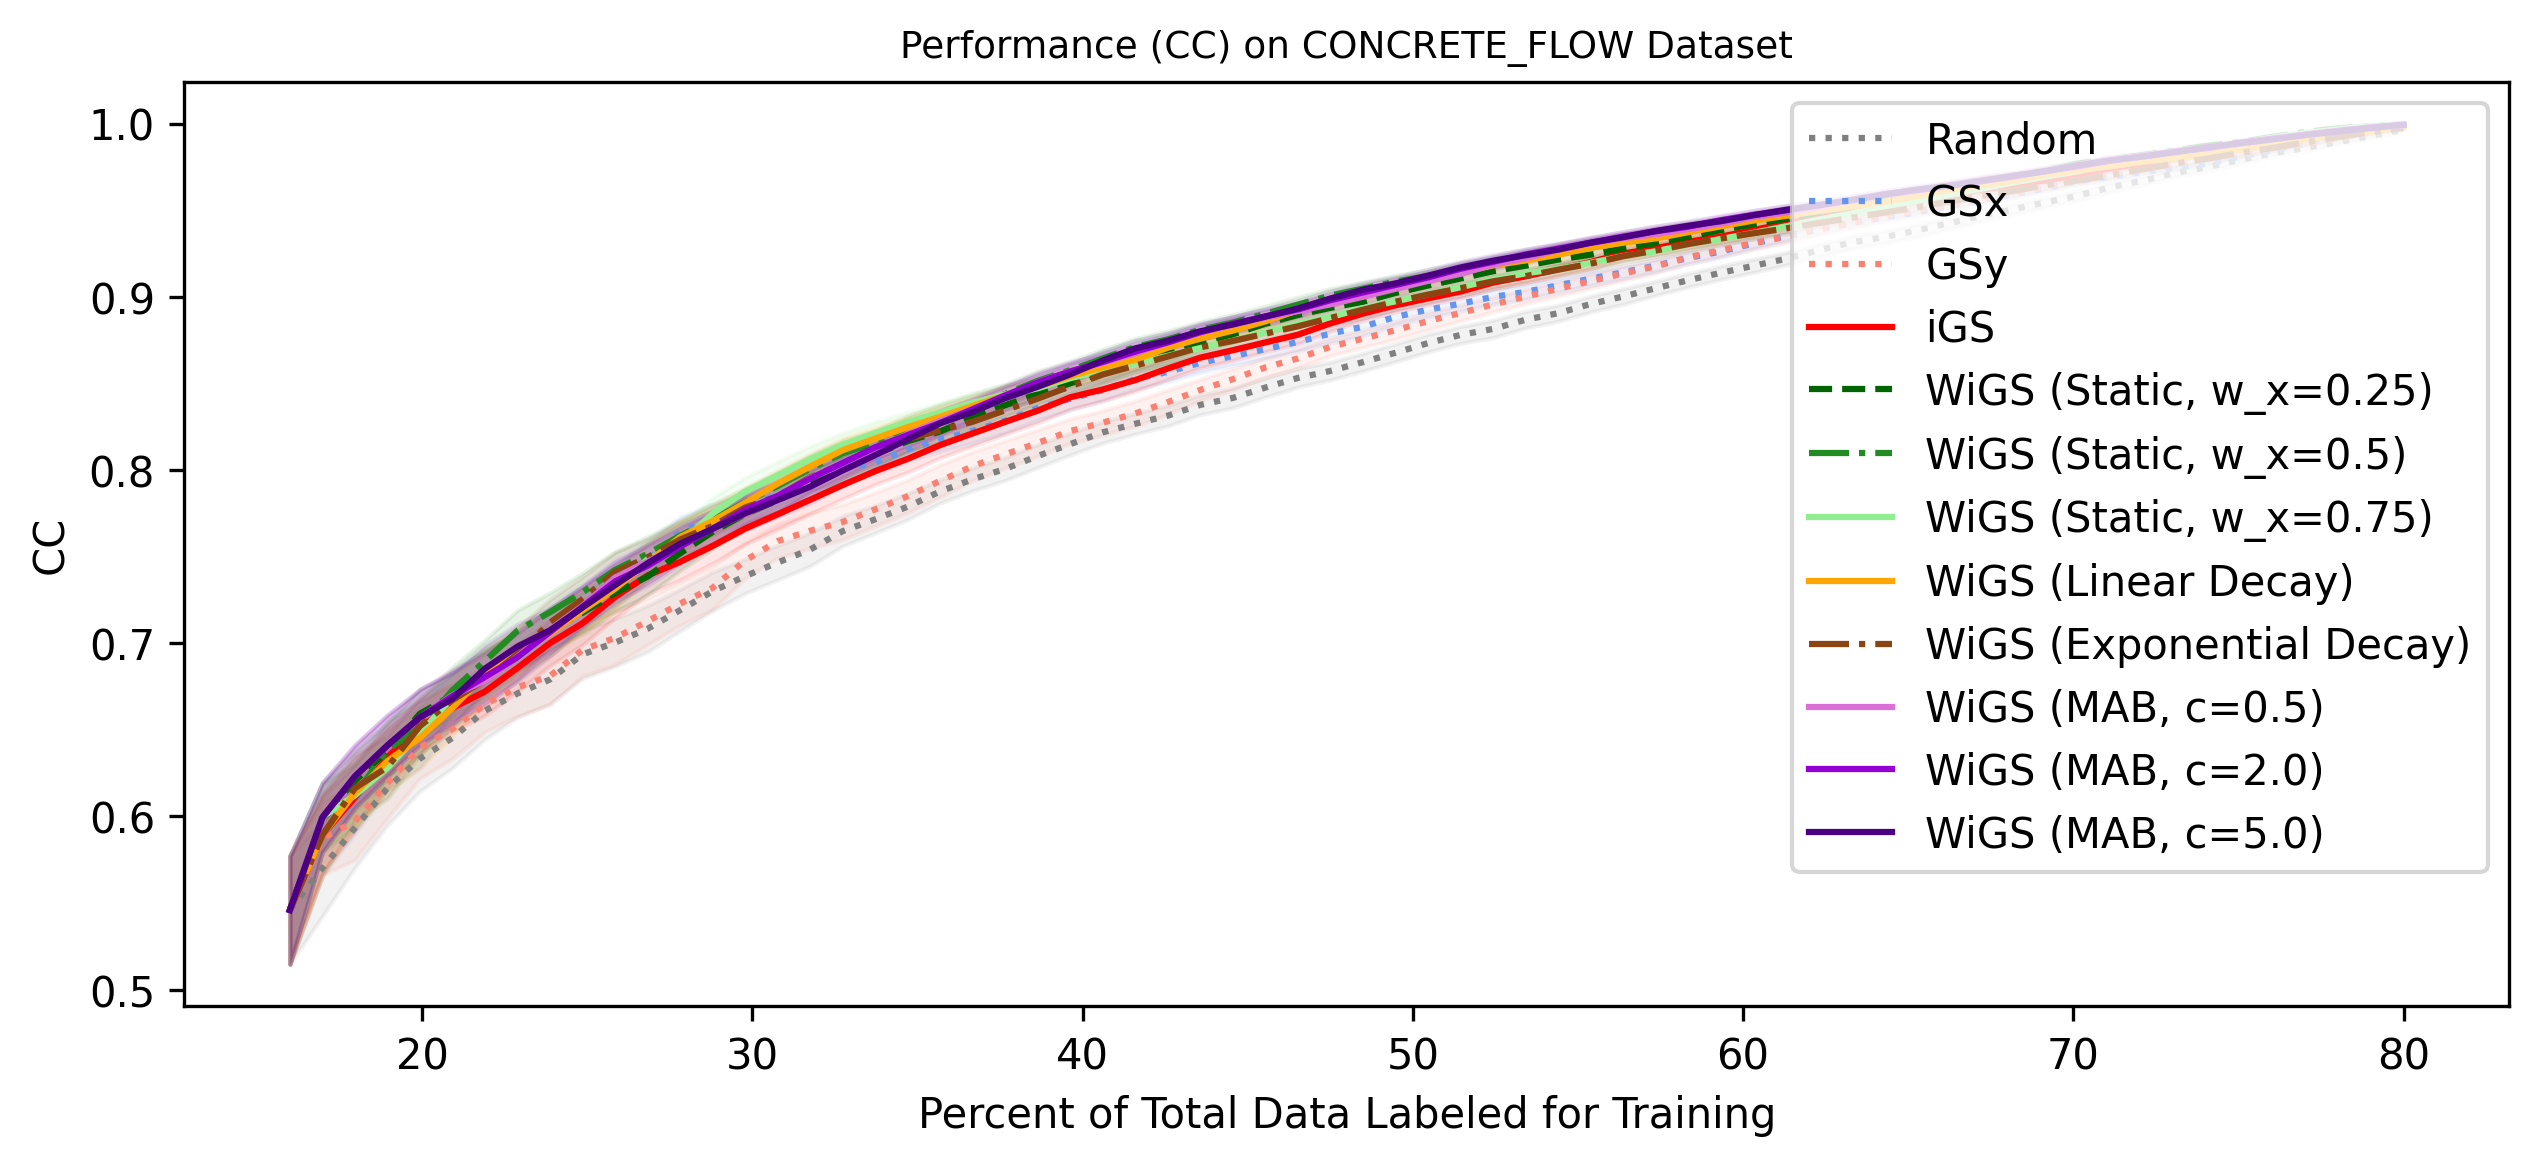 Performance (CC) on CONCRETE_FLOW Dataset
1.0
0.9
0.8
0.7
0.6
0.5
CC
20
30
40
50
60
70
80
Percent of Total Data Labeled for Training
Random
GSx
GSy
iGS
WiGS (Static, w_x=0.25)
WiGS (Static, w_x=0.5)
WiGS (Static, w_x=0.75)
WiGS (Linear Decay)
WiGS (Exponential Decay)
WiGS (MAB, c=0.5)
WiGS (MAB, c=2.0)
WiGS (MAB, c=5.0)